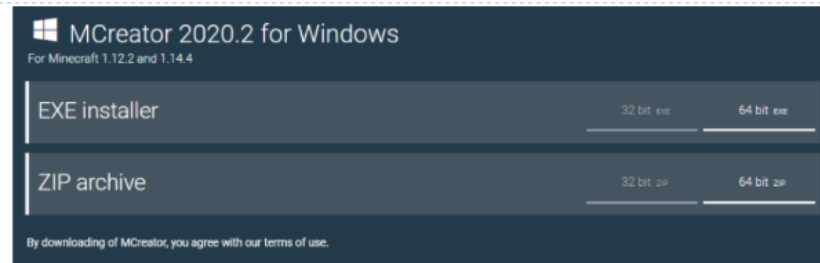 MCreator 2020.2 for Windows
For Minecraft 1.12.2 and 1.14.4
EXE installer
32 bit EXE
64 bit EXE
ZIP archive
32 bit ZIP
64 bit ZIP
By downloading of MCreator, you agree with our terms of use.